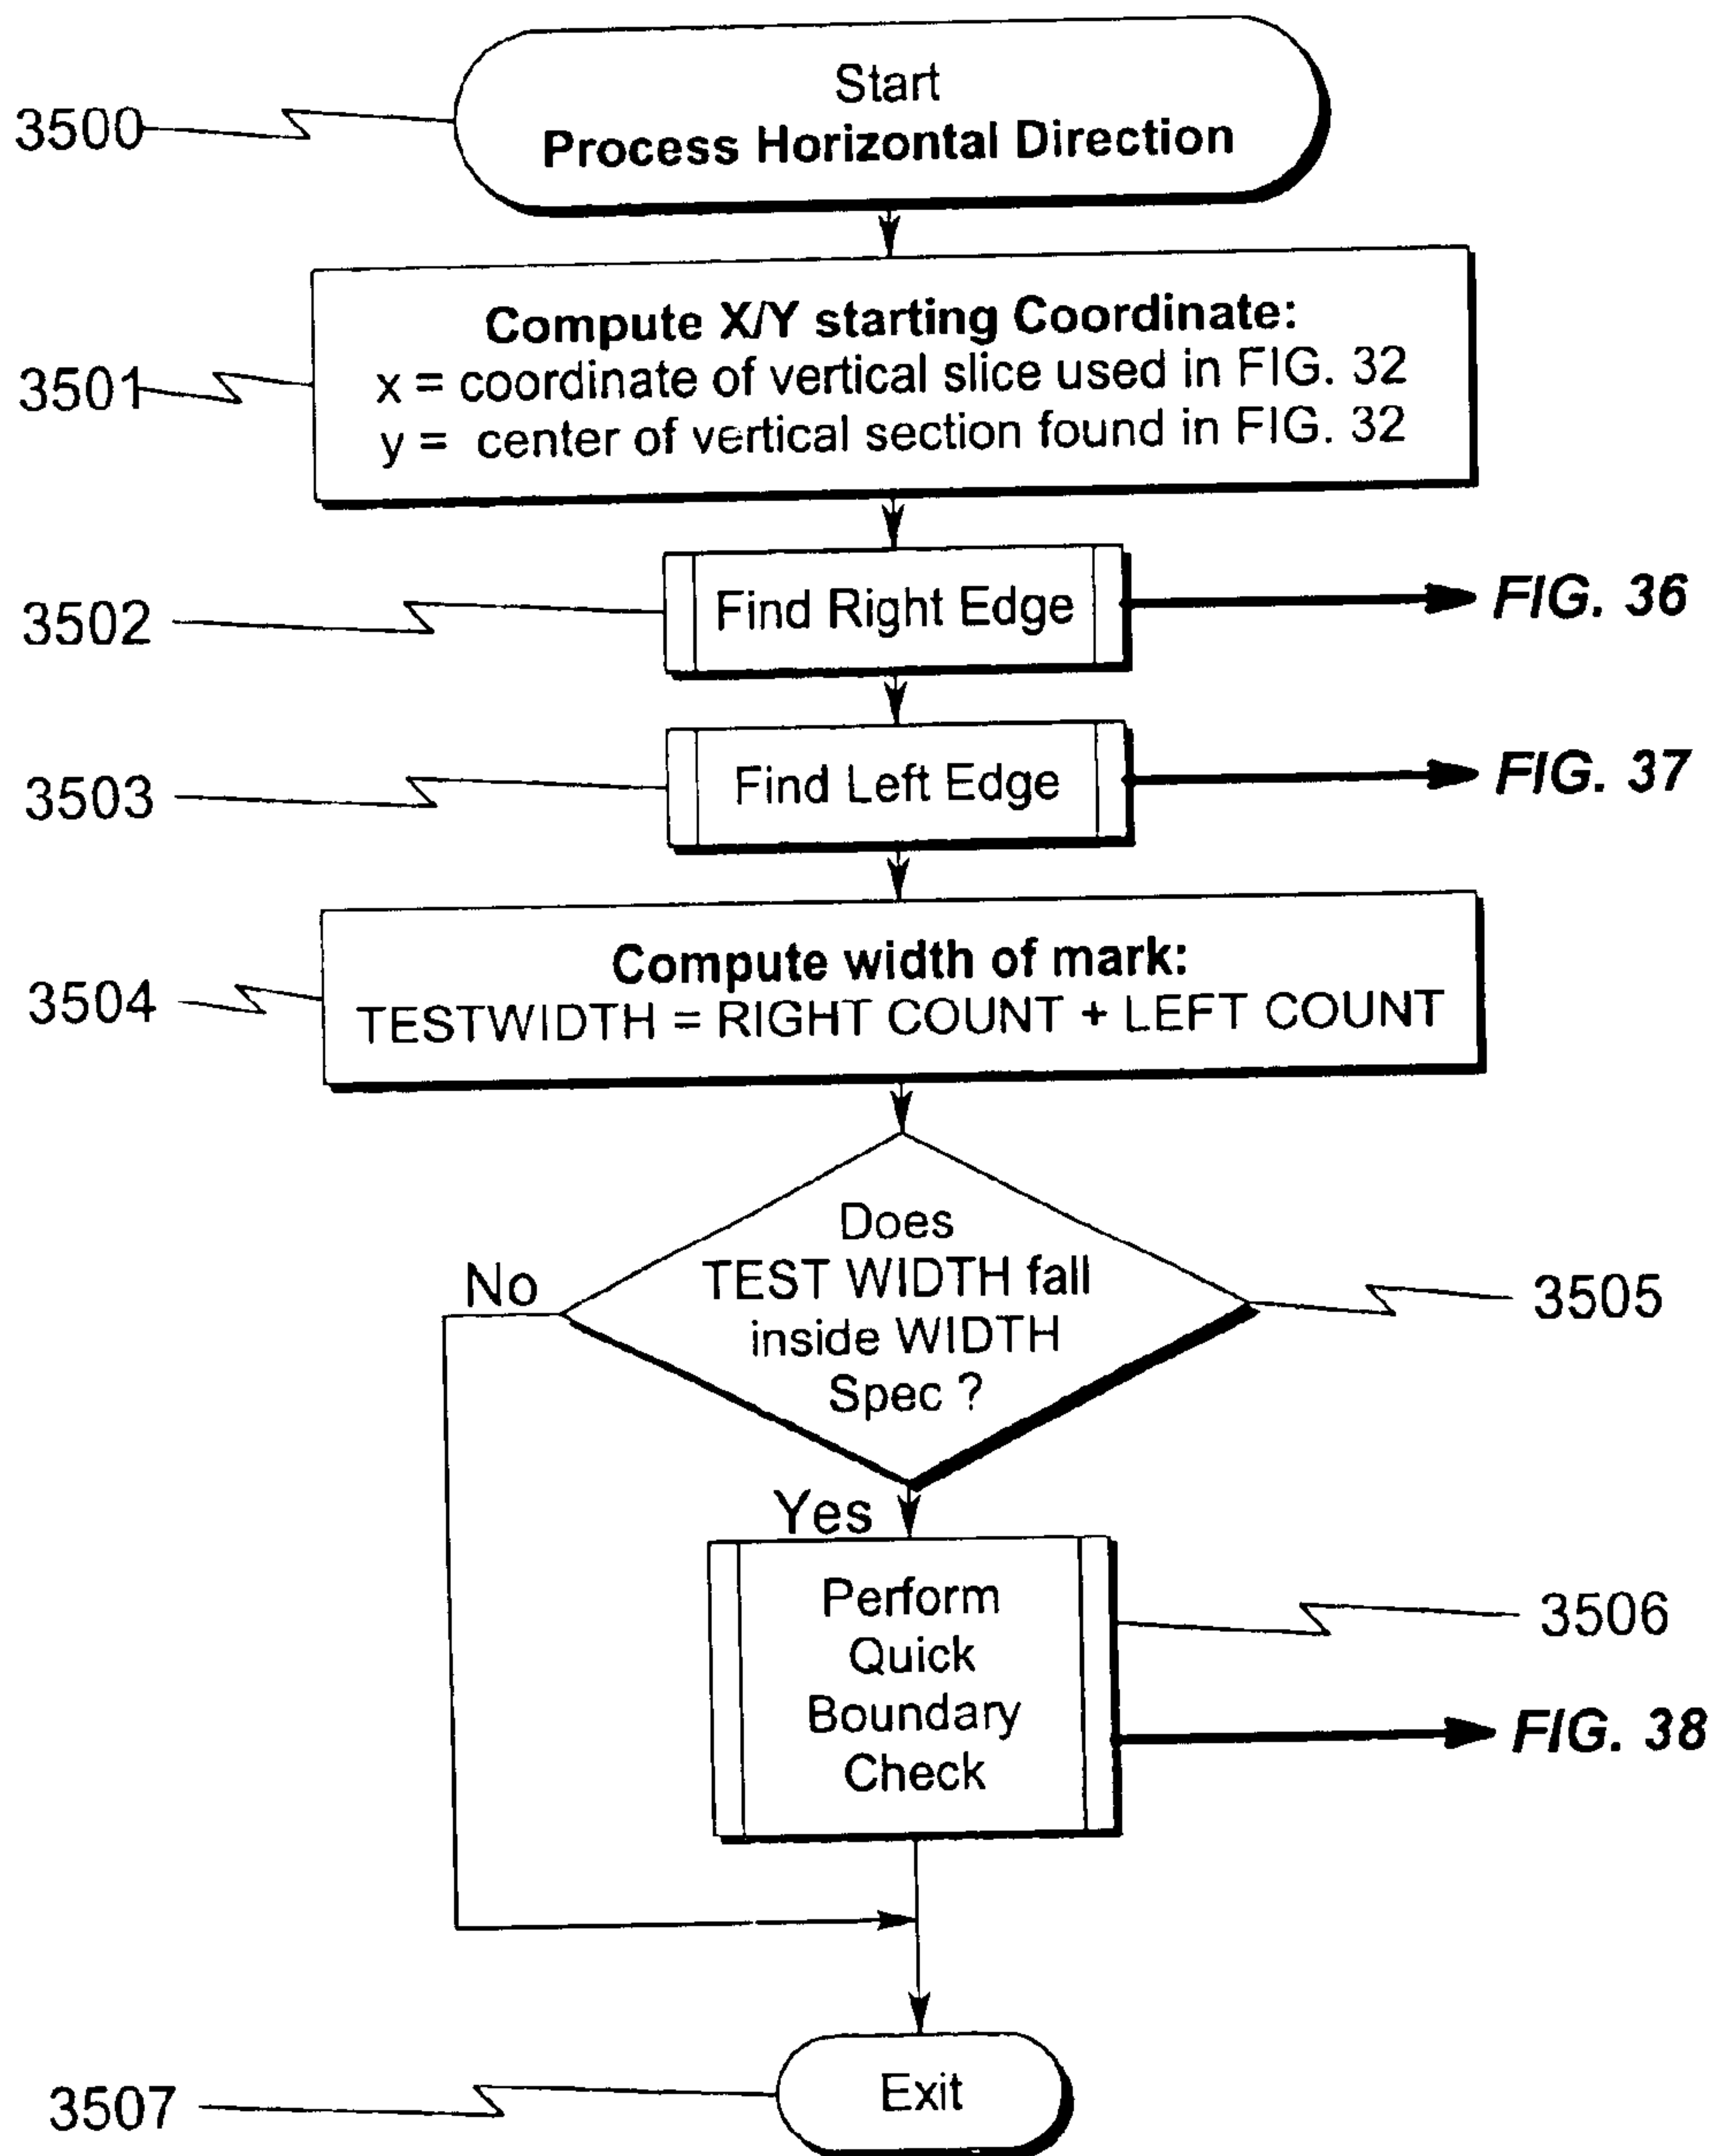 Start
3500
Process Horizontal Direction
Compute X/Y starting Coordinate:
3501
x = coordinate of vertical slice used in FIG. 32
y = center of vertical section found in FIG. 32
3502
Find Right Edge
FIG. 36
3503
Find Left Edge
FIG. 37
Compute width of mark:
3504
TESTWIDTH = RIGHT COUNT + LEFT COUNT
Does
TEST WIDTH fall
inside WIDTH
Spec ?
No
3505
Yes
Perform
Quick
Boundary
Check
3506
FIG. 38
3507
Exit